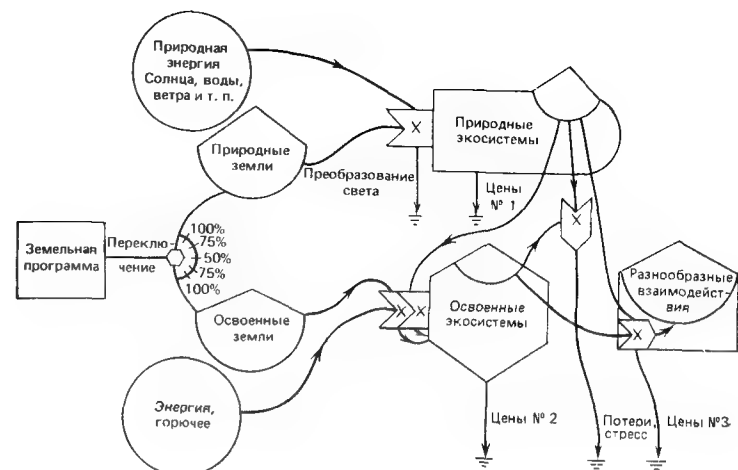 Природная
энергия
Солнца, воды,
ветра и т. п.
Природные
земли
Преобразование
света
X
Природные
экосистемы
Цены
№ 1
X
Земельная
программа
Переклю-
чение
100%
75%
50%
75%
100%
Освоенные
земли
Энергия,
горючее
X X
Освоенные
экосистемы
Цены № 2
Разнообразные
взаимодейст-
вия
X
Потери,
стресс
Цены №3